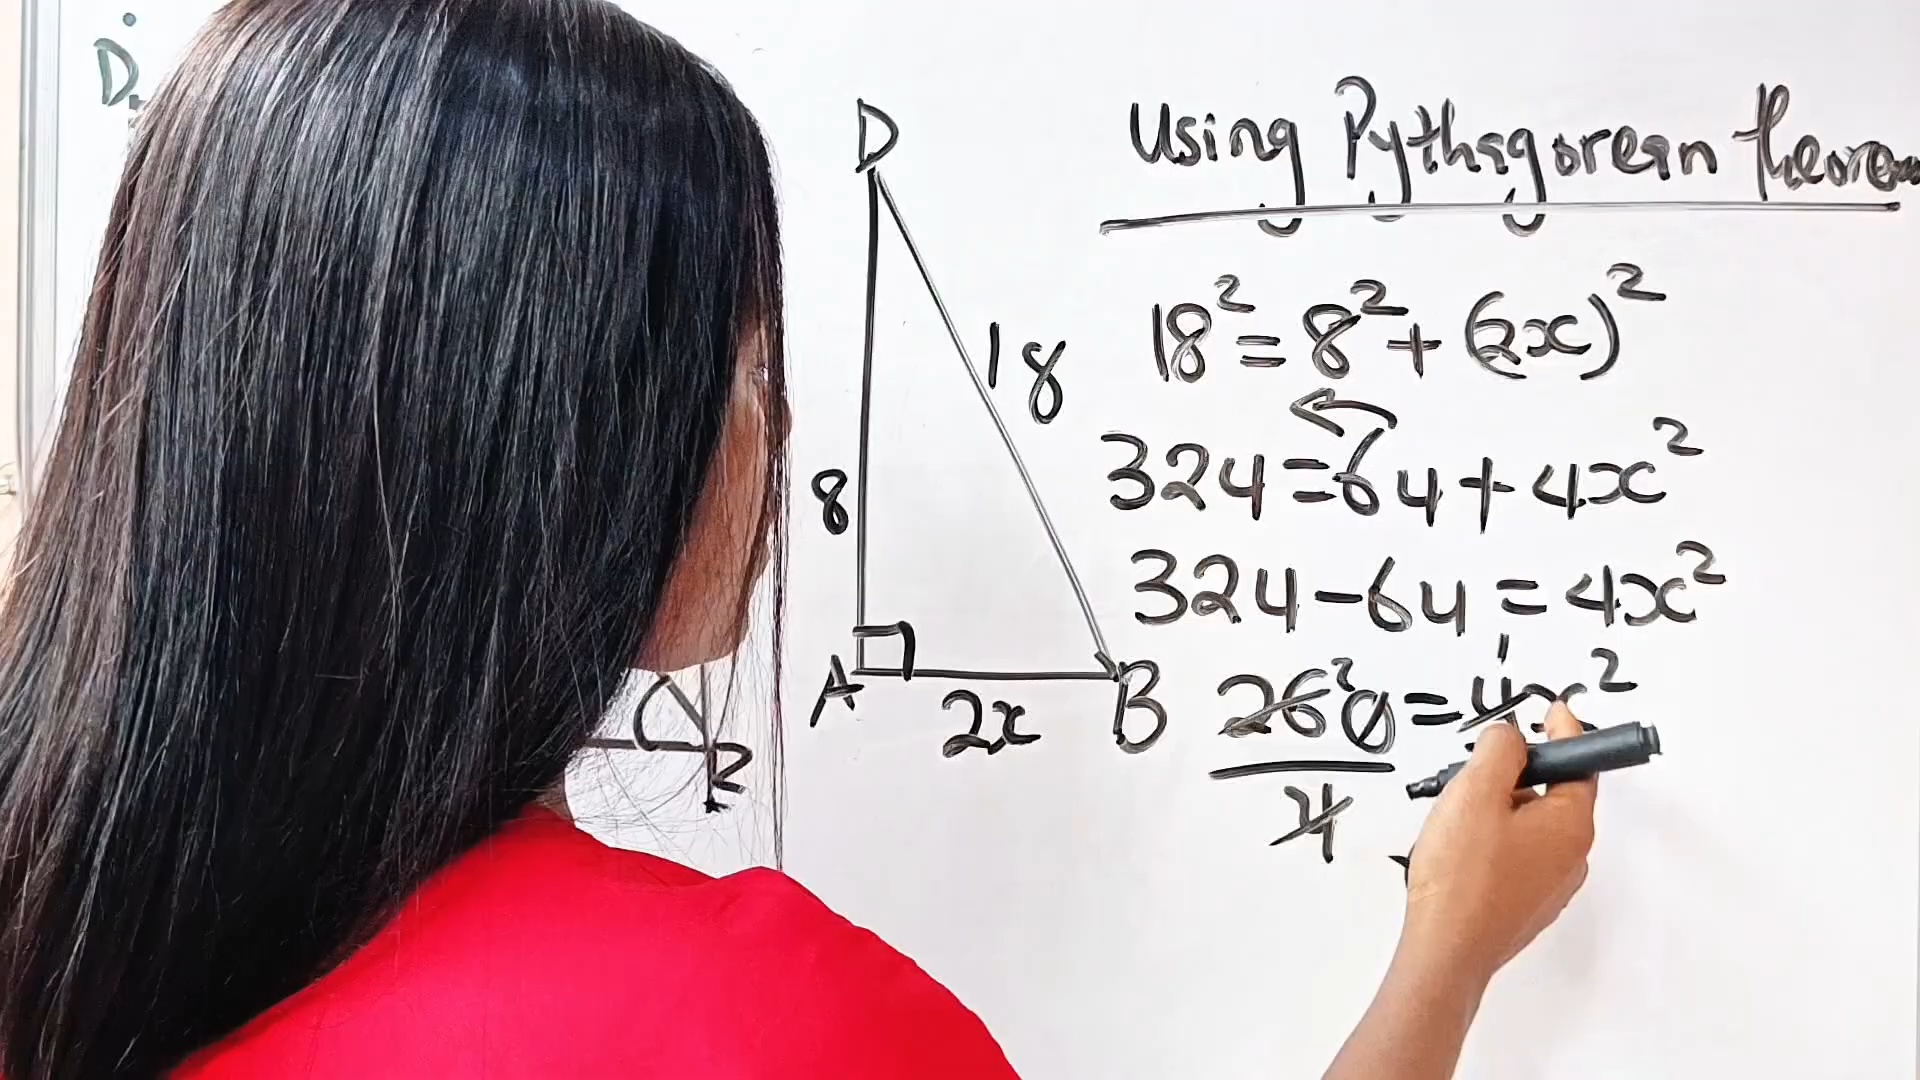 D
Using Pythagorean theorem
D
18² = 8² + (2x)²
18
324 = 64 + 4x²
8
324 - 64 = 4x²
A
2x
B
260 = 4x²
4
B